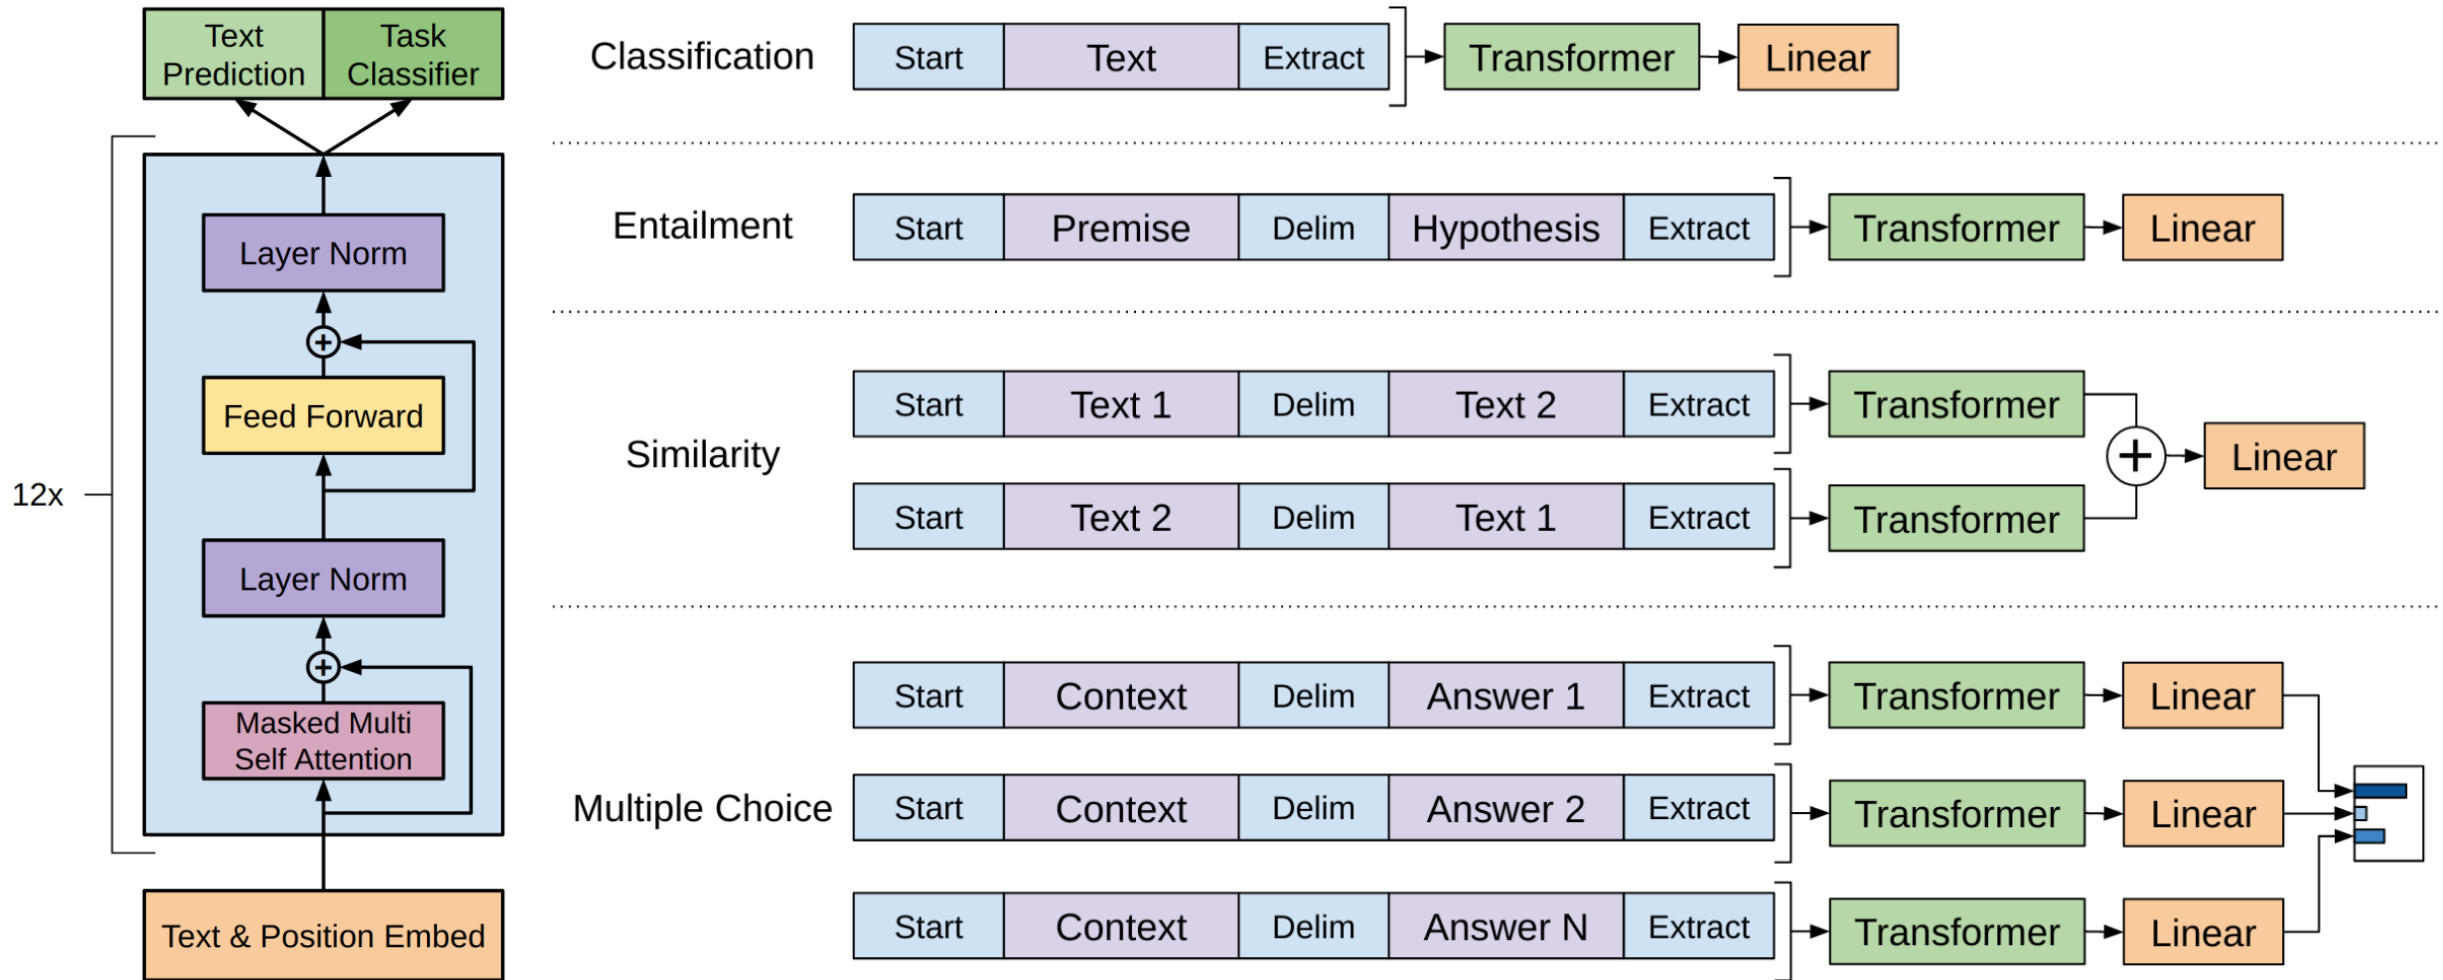 Text
Prediction
Task
Classifier
12x
Layer Norm
+
Feed Forward
Layer Norm
+
Masked Multi
Self Attention
Text & Position Embed
Classification
Start Text Extract Transformer Linear
Entailment
Start Premise Delim Hypothesis Extract Transformer Linear
Similarity
Start Text 1 Delim Text 2 Extract Transformer
+ Linear
Start Text 2 Delim Text 1 Extract Transformer
Multiple Choice
Start Context Delim Answer 1 Extract Transformer Linear
Start Context Delim Answer 2 Extract Transformer Linear
Start Context Delim Answer N Extract Transformer Linear